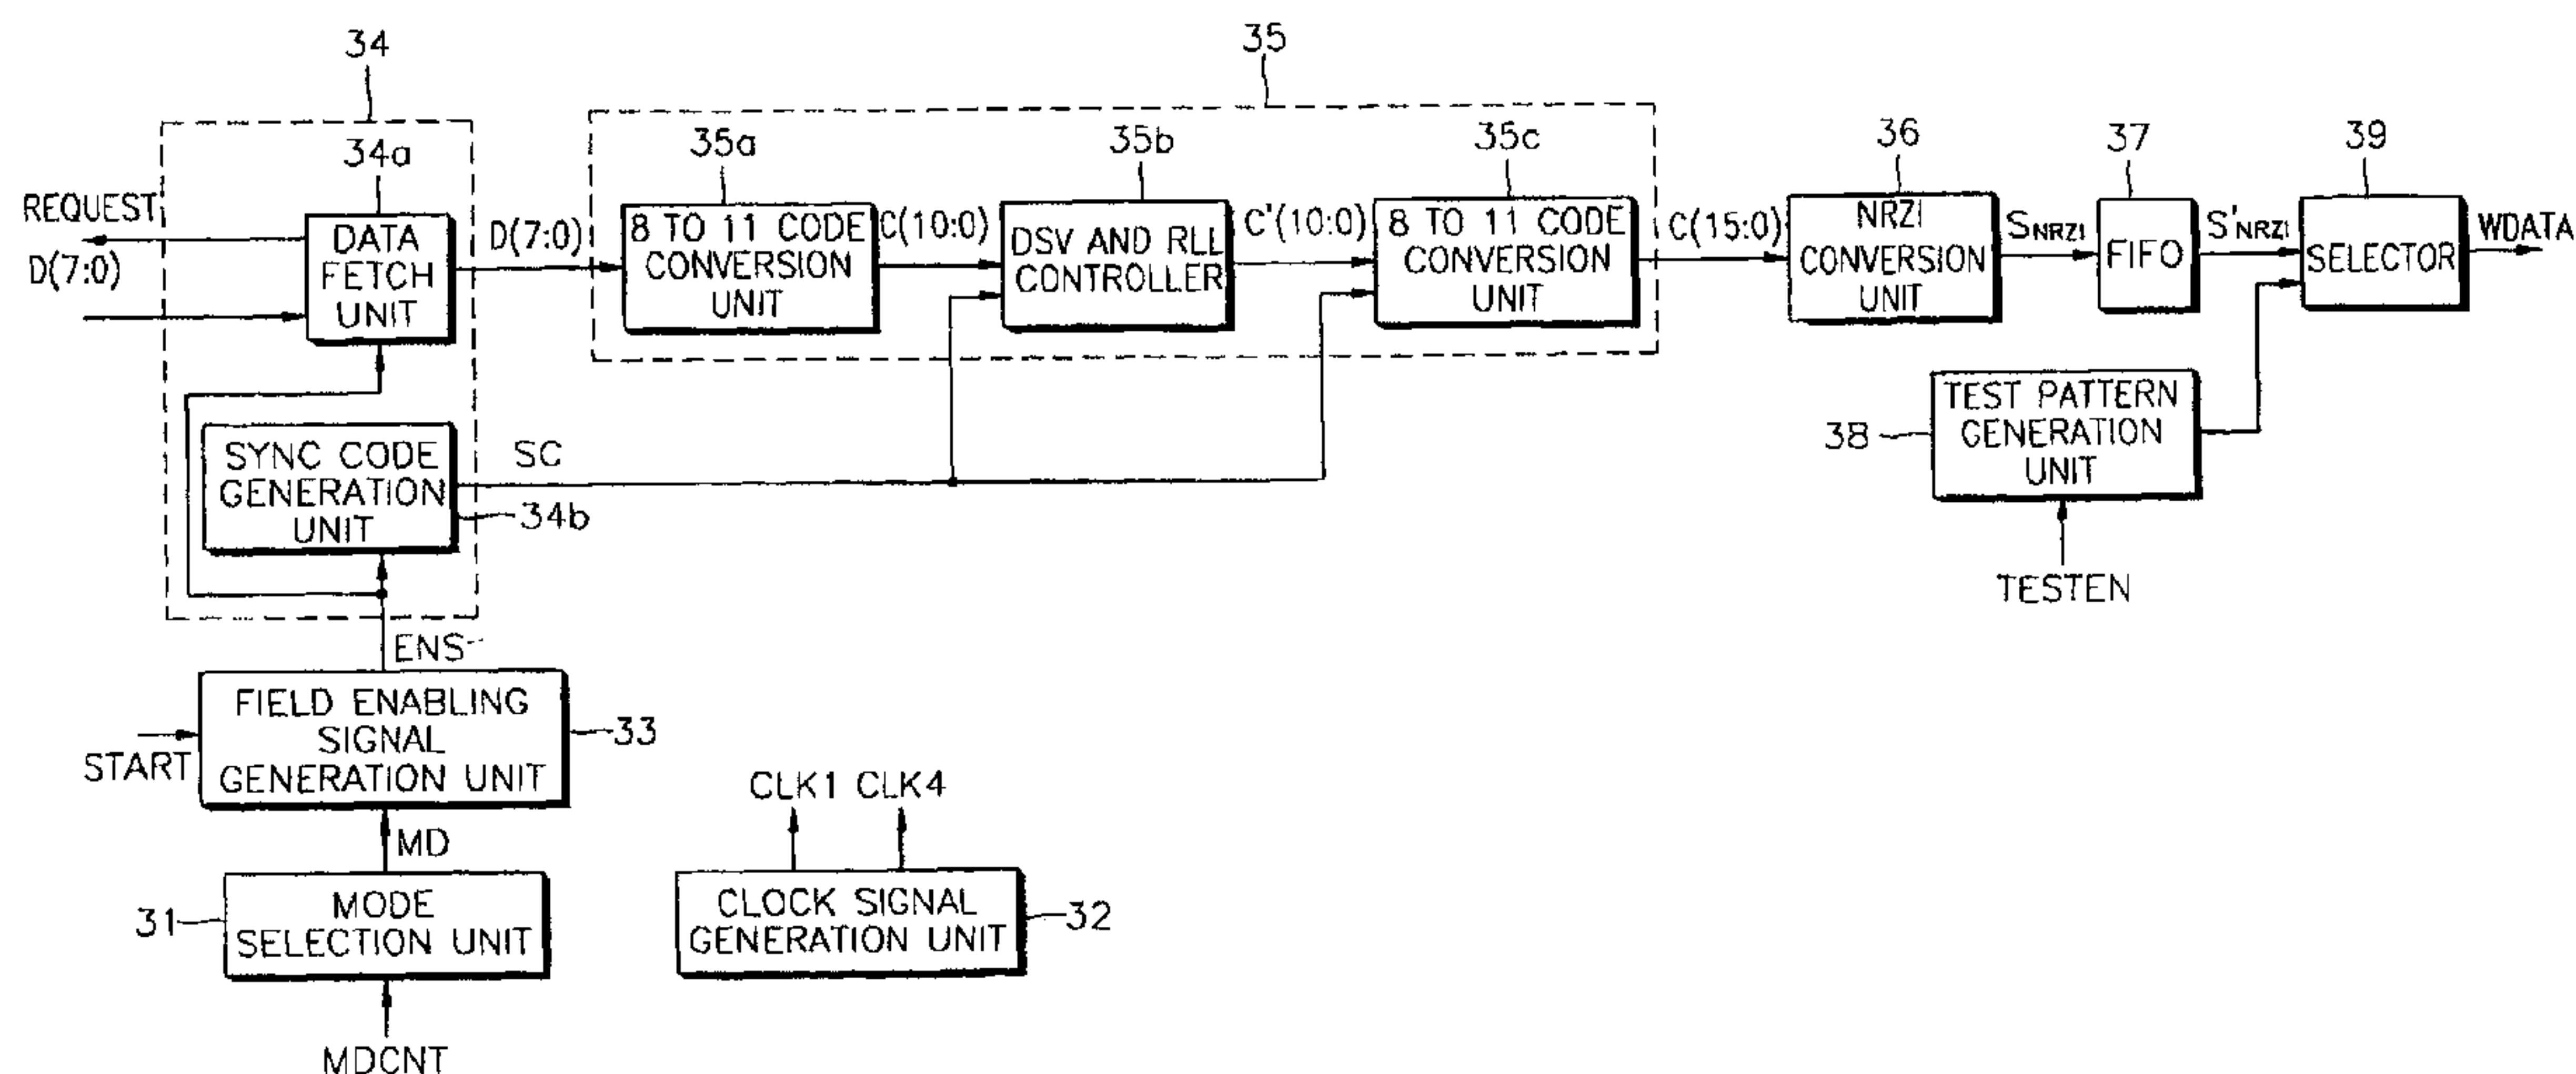 34
35
34a
35a
35b
35c
36
37
39
REQUEST
D(7:0)
DATA
FETCH
UNIT
D(7:0)
8 TO 11 CODE
CONVERSION
UNIT
C(10:0)
DSV AND RLL
CONTROLLER
C'(10:0)
8 TO 11 CODE
CONVERSION
UNIT
C(15:0)
NRZI
CONVERSION
UNIT
SNRZI
FIFO
S'NRZI
SELECTOR
WDATA
SYNC CODE
GENERATION
UNIT
34b
SC
38
TEST PATTERN
GENERATION
UNIT
TESTEN
ENS
START
FIELD ENABLING
SIGNAL
GENERATION UNIT
33
MD
31
MODE
SELECTION UNIT
MDCNT
CLK1 CLK4
CLOCK SIGNAL
GENERATION UNIT
32